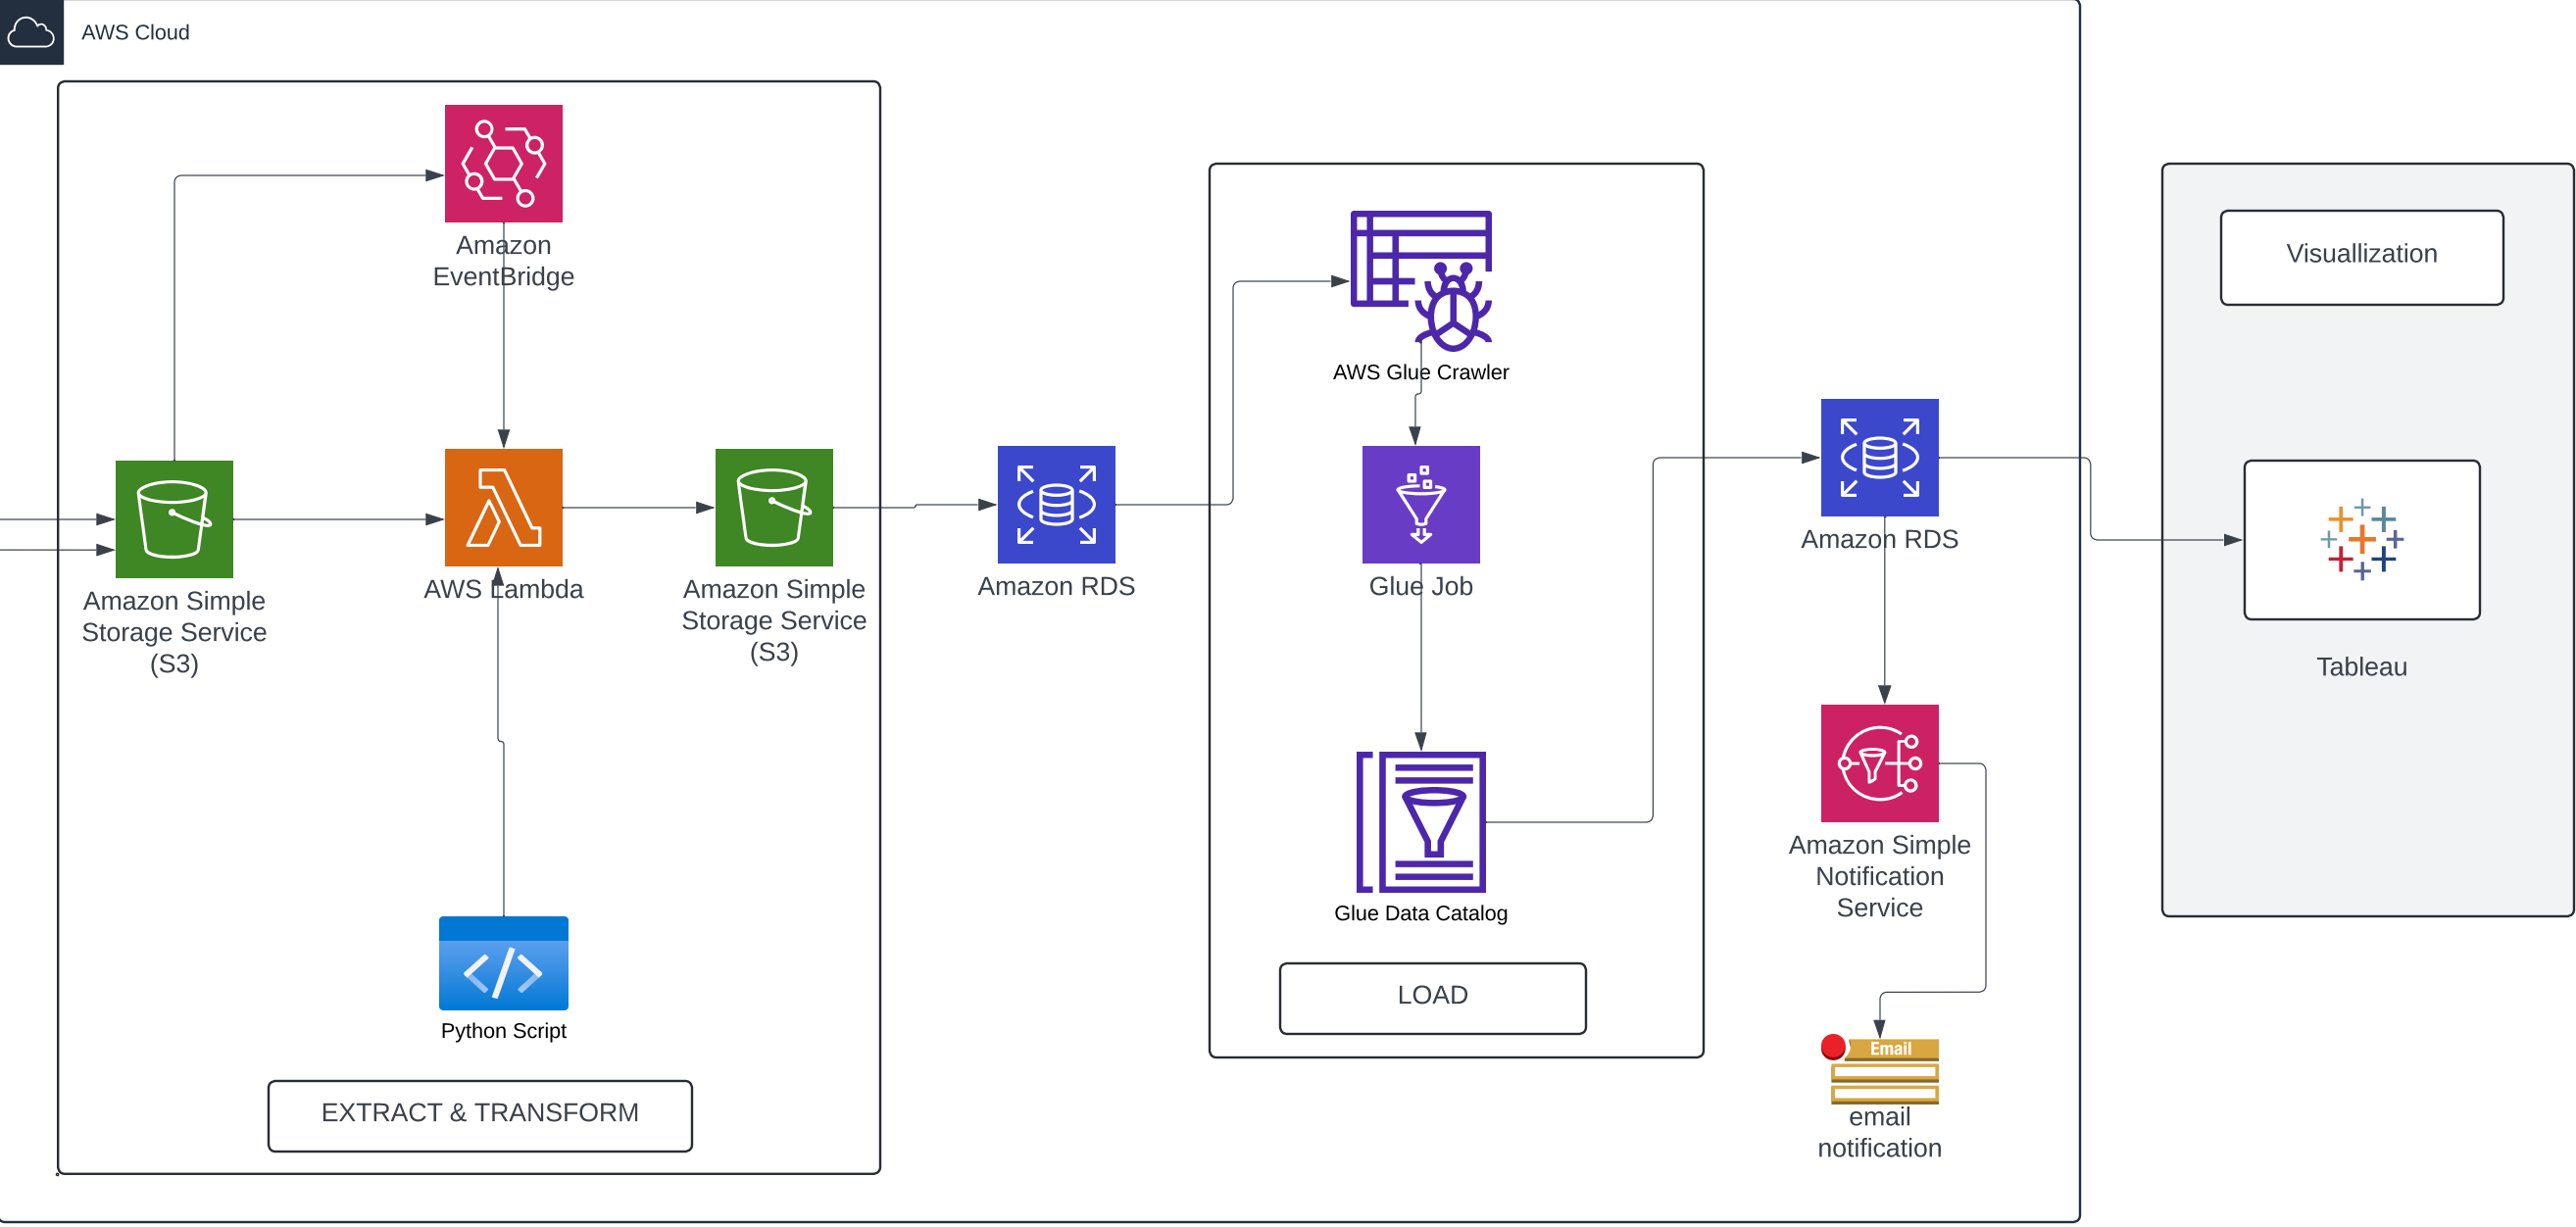 AWS Cloud
Amazon
EventBridge
Amazon Simple
Storage Service
(S3)
AWS Lambda
Amazon Simple
Storage Service
(S3)
Python Script
EXTRACT & TRANSFORM
Amazon RDS
AWS Glue Crawler
Glue Job
Glue Data Catalog
LOAD
Amazon RDS
Amazon Simple
Notification
Service
Email
email
notification
Visuallization
Tableau